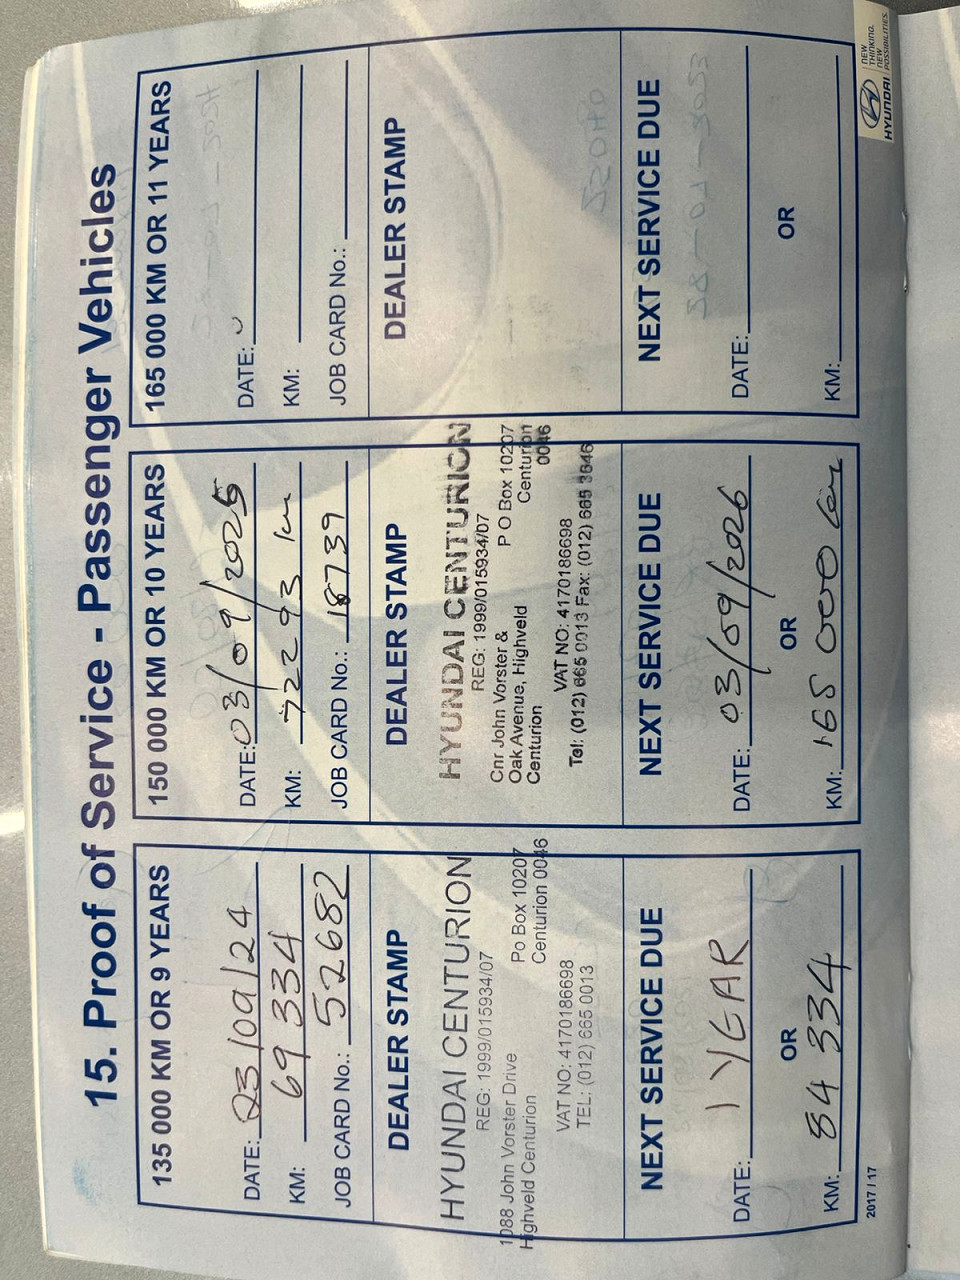 15. Proof of Service - Passenger Vehicles
135 000 KM OR 9 YEARS
DATE: 23/09/24
KM: 69 334
JOB CARD No.: 52682
DEALER STAMP
HYUNDAI CENTURION
REG: 1999/015934/07
1088 John Vorster Drive
Highveld Centurion
Po Box 10207
Centurion 0046
VAT NO: 4170186698
TEL: (012) 665 0013
NEXT SERVICE DUE
DATE: 1 YEAR
OR
KM: 84 334
150 000 KM OR 10 YEARS
DATE: 03/09/2025
KM: 72293 km
JOB CARD No.: 18739
DEALER STAMP
HYUNDAI CENTURION
REG: 1999/015934/07
Cnr John Vorster &
Oak Avenue, Highveld
Centurion
P O Box 10207
Centurion
0046
VAT NO: 4170186698
Tel: (012) 665 0013 Fax: (012) 665 3646
NEXT SERVICE DUE
DATE: 03/09/2026
OR
KM: 165 000 km
165 000 KM OR 11 YEARS
DATE:
KM:
JOB CARD No.:
DEALER STAMP
NEXT SERVICE DUE
DATE:
OR
KM:
2017 / 17
HYUNDAI
NEW
THINKING.
NEW
POSSIBILITIES.